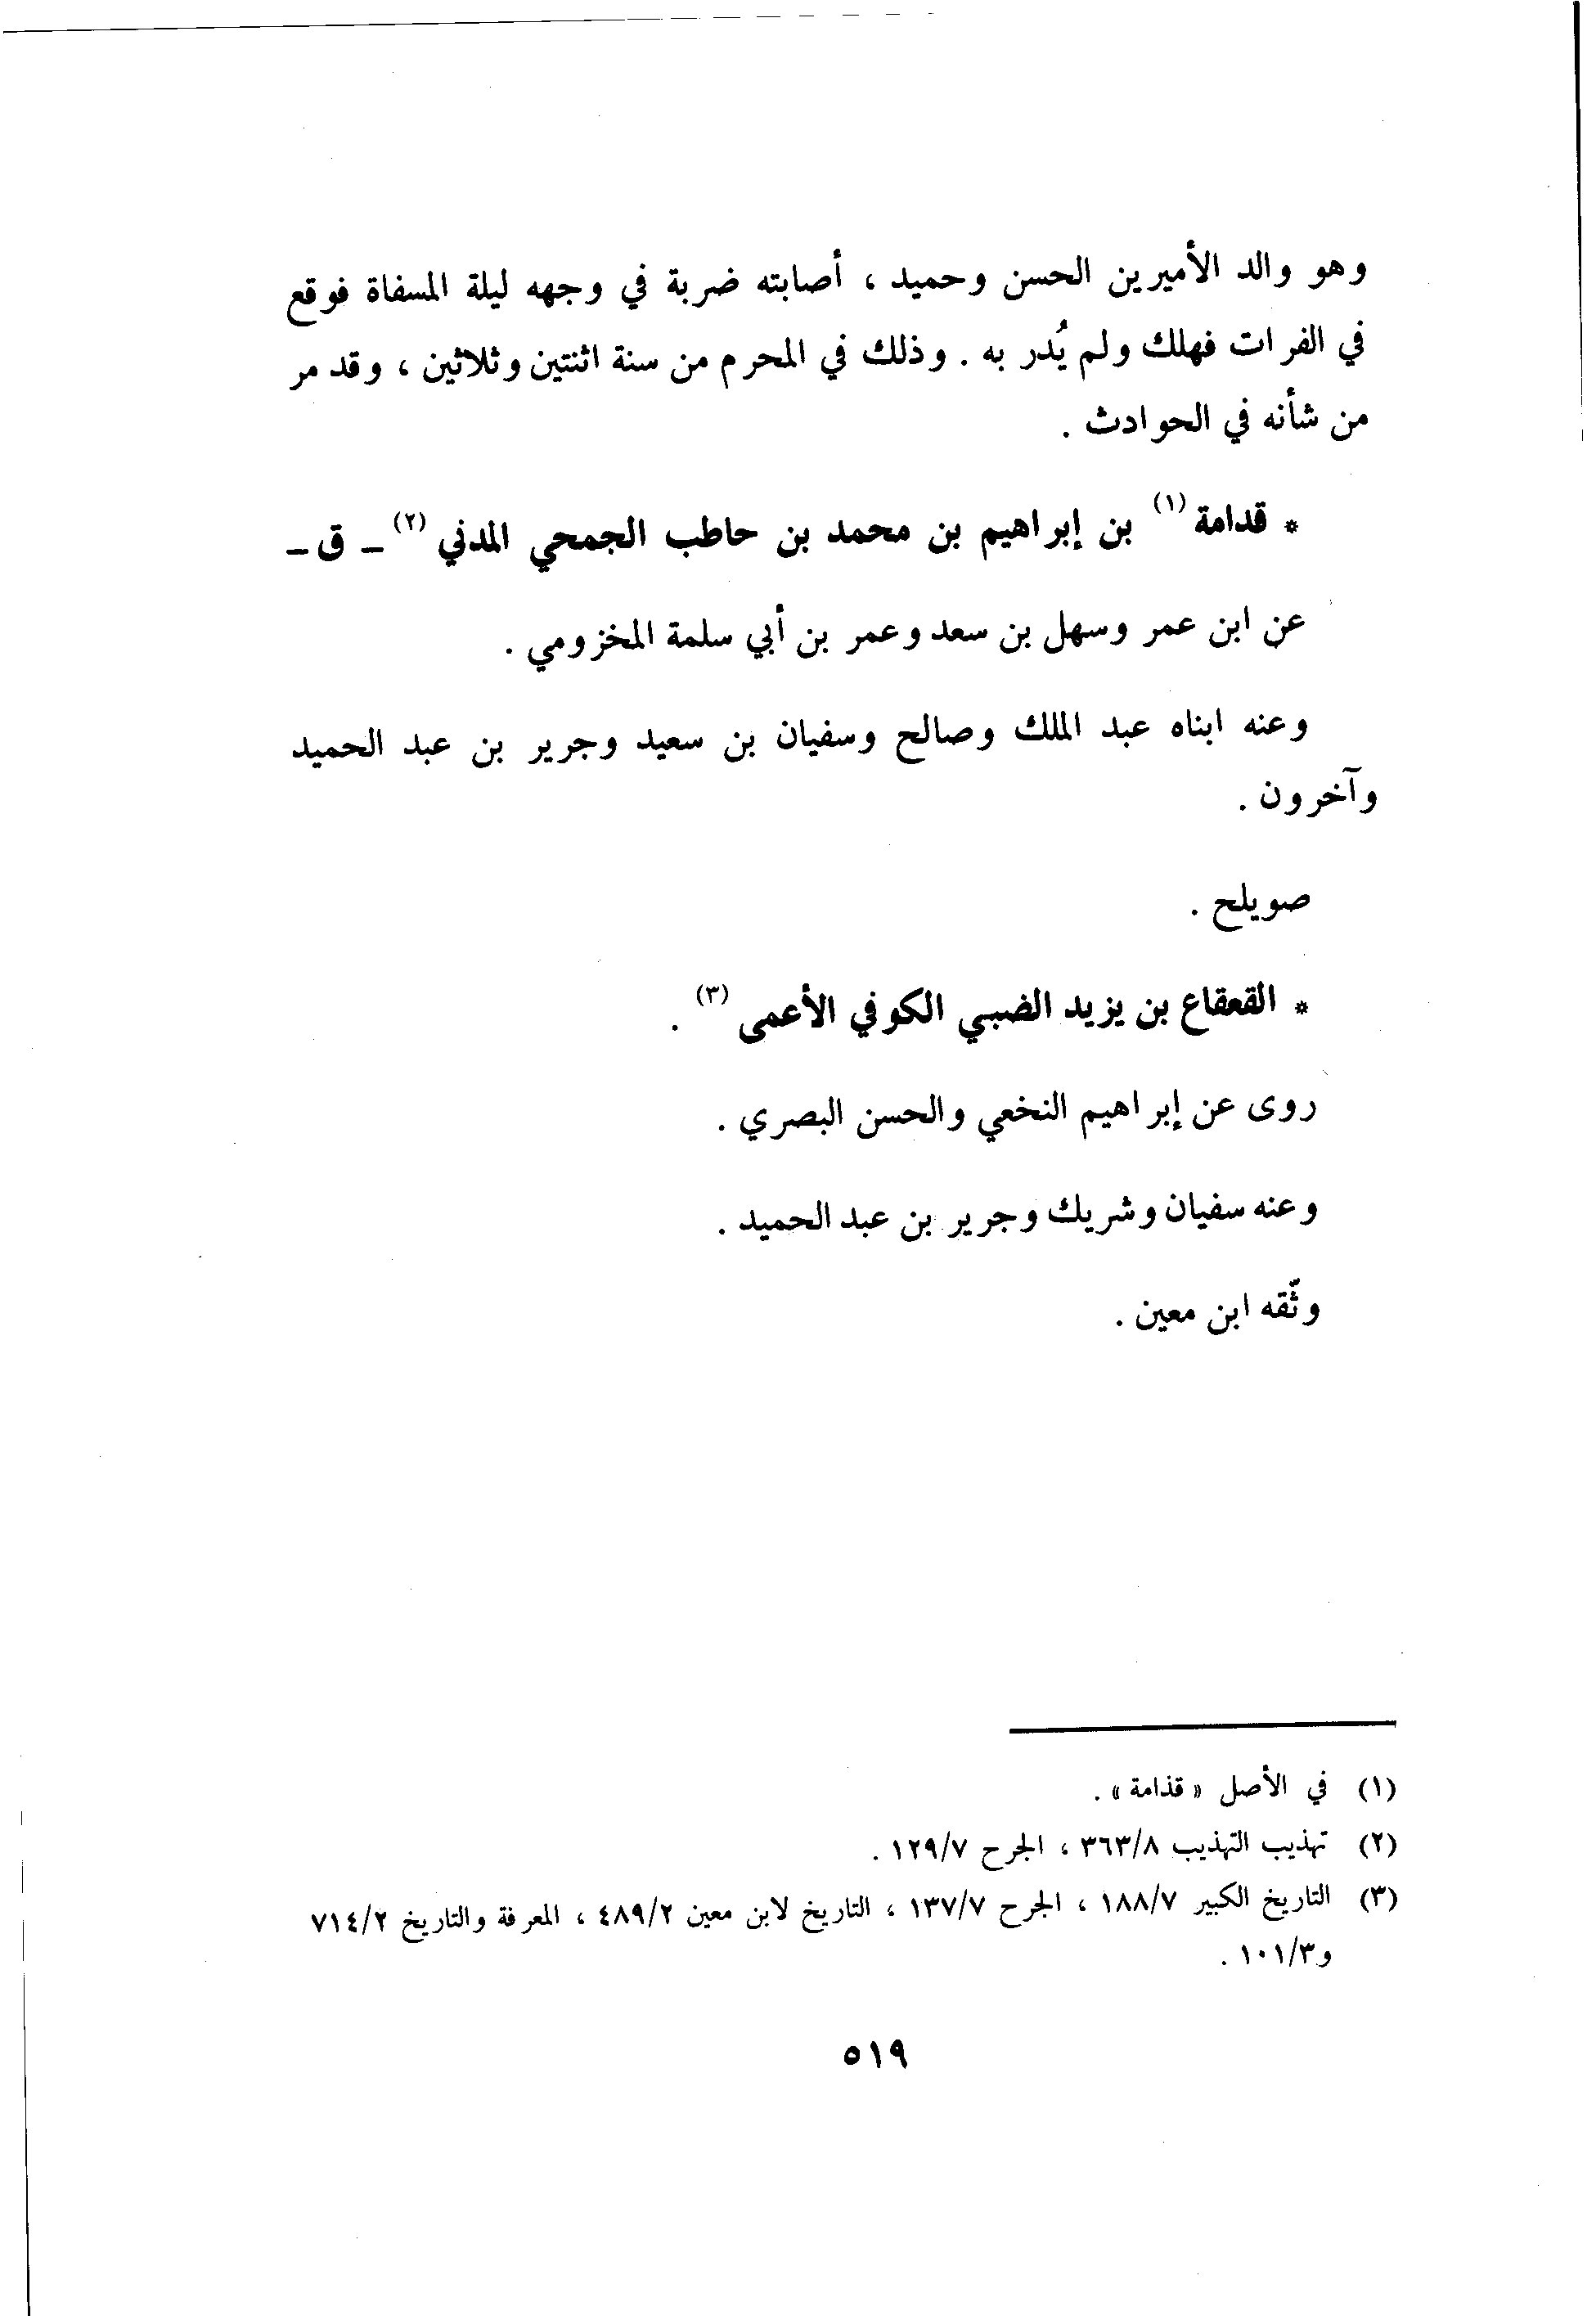 وهو والد الأميرين الحسن وحميد ، أصابته ضربة في وجهه ليلة المسفاة فوقع
في الفرات فهلك ولم يُدر به . وذلك في المحرم من سنة اثنتين وثلاثين ، وقد مر
من شأنه في الحوادث .
* قدامة (١) بن إبراهيم بن محمد بن حاطب الجمحي المدني (٢) – ق –
عن ابن عمر وسهل بن سعد وعمر بن أبي سلمة المخزومي .
وعنه ابناه عبد الملك وصالح وسفيان بن سعيد وجرير بن عبد الحميد
وآخرون .
صويلح .
* القعقاع بن يزيد الضبي الكوفي الأعمى (٣) .
روى عن إبراهيم النخعي والحسن البصري .
وعنه سفيان وشريك وجرير بن عبد الحميد .
وثّقه ابن معين .
(١) في الأصل « قذامة » .
(٢) تهذيب التهذيب ٣٦٣/٨ ، الجرح ١٢٩/٧ .
(٣) التاريخ الكبير ١٨٨/٧ ، الجرح ١٣٧/٧ ، التاريخ لابن معين ٤٨٩/٢ ، المعرفة والتاريخ ٧١٤/٢
و١٠١/٣ .
٥١٩